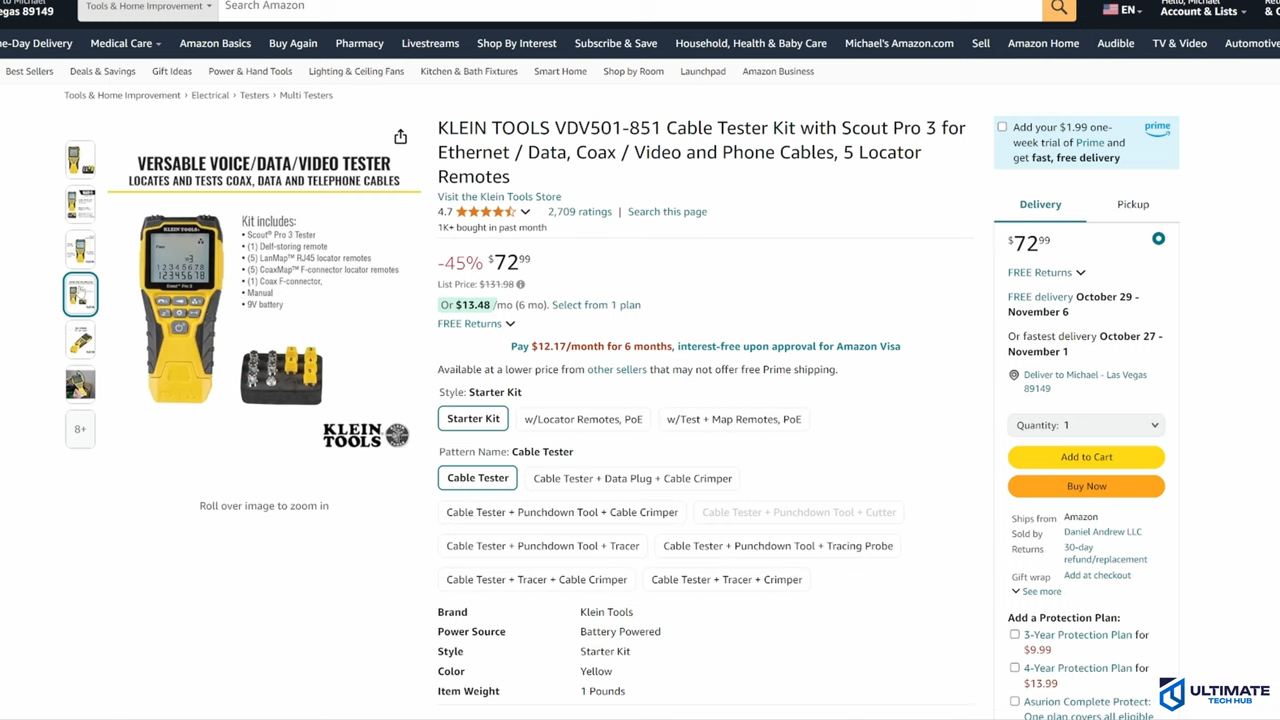 to Michael
Vegas 89149
Tools & Home Improvement
Search Amazon
EN
Hello, Michael
Account & Lists
& O
ne-Day Delivery
Medical Care
Amazon Basics
Buy Again
Pharmacy
Livestreams
Shop By Interest
Subscribe & Save
Household, Health & Baby Care
Michael's Amazon.com
Sell
Amazon Home
Audible
TV & Video
Automotive
Best Sellers
Deals & Savings
Gift Ideas
Power & Hand Tools
Lighting & Ceiling Fans
Kitchen & Bath Fixtures
Smart Home
Shop by Room
Launchpad
Amazon Business
Tools & Home Improvement › Electrical › Testers › Multi Testers
VERSABLE VOICE/DATA/VIDEO TESTER
LOCATES AND TESTS COAX, DATA AND TELEPHONE CABLES
Kit includes:
• Scout® Pro 3 Tester
• (1) Delf-storing remote
• (5) LanMap™ RJ45 locator remotes
• (5) CoaxMap™ F-connector locator remotes
• (1) Coax F-connector,
• Manual
• 9V battery
KLEIN TOOLS
Pass
12345678
12345678
Scout® Pro 3
KLEIN
TOOLS
8+
Roll over image to zoom in
KLEIN TOOLS VDV501-851 Cable Tester Kit with Scout Pro 3 for
Ethernet / Data, Coax / Video and Phone Cables, 5 Locator
Remotes
Visit the Klein Tools Store
4.7
2,709 ratings | Search this page
1K+ bought in past month
-45% $72 99
List Price: $131.98
Or $13.48 /mo (6 mo). Select from 1 plan
FREE Returns
Pay $12.17/month for 6 months, interest-free upon approval for Amazon Visa
Available at a lower price from other sellers that may not offer free Prime shipping.
Style: Starter Kit
Starter Kit
w/Locator Remotes, PoE
w/Test + Map Remotes, PoE
Pattern Name: Cable Tester
Cable Tester
Cable Tester + Data Plug + Cable Crimper
Cable Tester + Punchdown Tool + Cable Crimper
Cable Tester + Punchdown Tool + Cutter
Cable Tester + Punchdown Tool + Tracer
Cable Tester + Punchdown Tool + Tracing Probe
Cable Tester + Tracer + Cable Crimper
Cable Tester + Tracer + Crimper
Brand Klein Tools
Power Source Battery Powered
Style Starter Kit
Color Yellow
Item Weight 1 Pounds
Add your $1.99 one-
week trial of Prime and
get fast, free delivery
prime
Delivery
Pickup
$72 99
FREE Returns
FREE delivery October 29 -
November 6
Or fastest delivery October 27 -
November 1
Deliver to Michael - Las Vegas
89149
Quantity: 1
Add to Cart
Buy Now
Ships from Amazon
Sold by Daniel Andrew LLC
Returns 30-day
refund/replacement
Gift wrap Add at checkout
See more
Add a Protection Plan:
3-Year Protection Plan for
$9.99
4-Year Protection Plan for
$13.99
Asurion Complete Protect:
One plan covers all eligible
ULTIMATE
TECH HUB